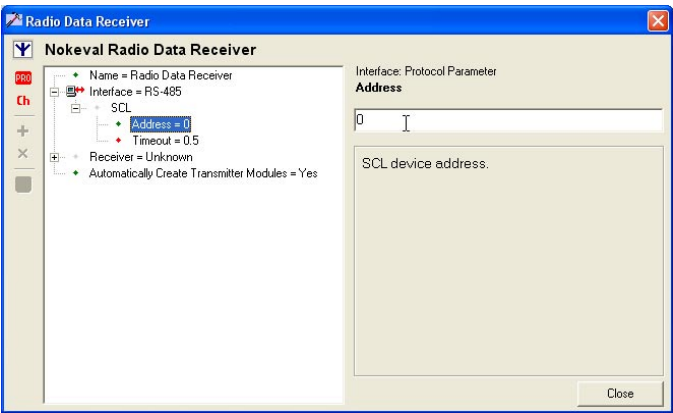 Radio Data Receiver
Nokeval Radio Data Receiver
PRO
Ch
Name = Radio Data Receiver
Interface = RS-485
SCL
Address = 0
Timeout = 0.5
Receiver = Unknown
Automatically Create Transmitter Modules = Yes
Interface: Protocol Parameter
Address
0
SCL device address.
Close